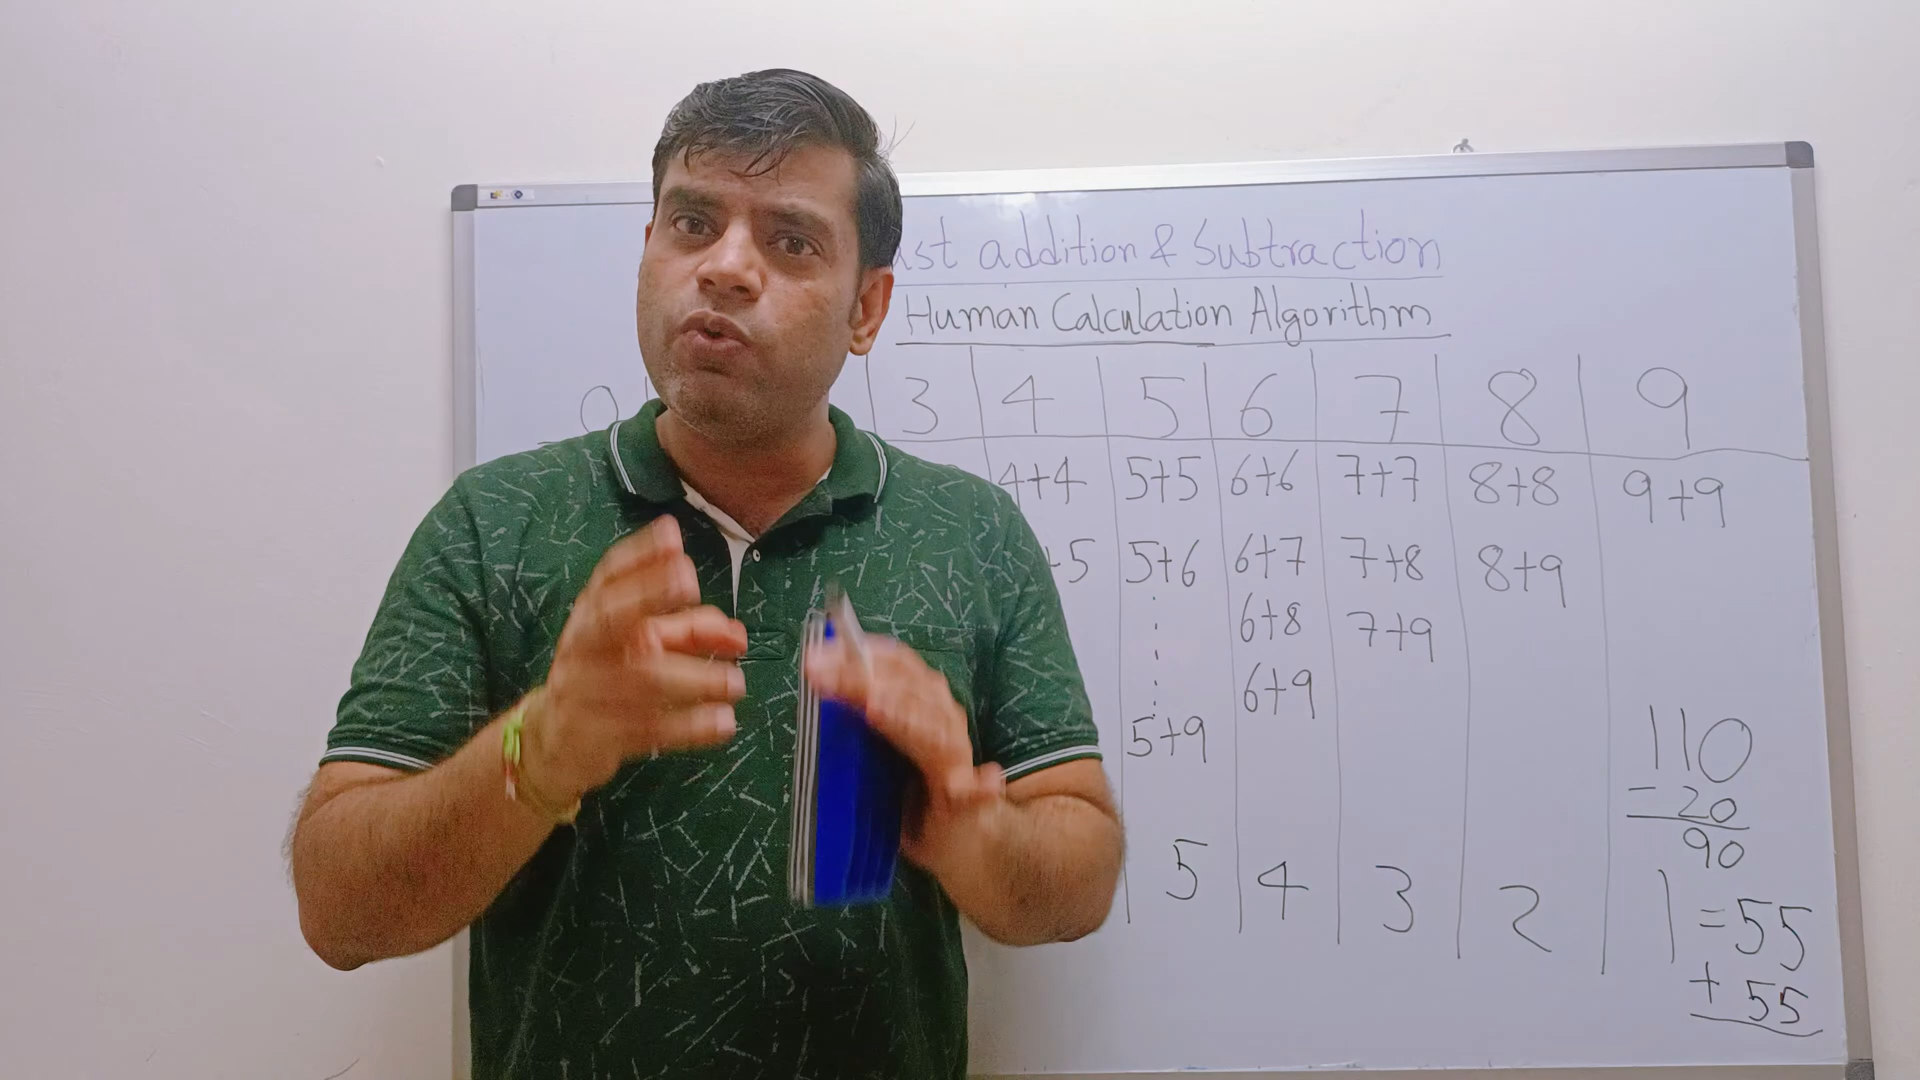 addition & Subtraction
Human Calculation Algorithm
0 3 4 5 6 7 8 9
4+4 5+5 6+6 7+7 8+8 9+9
+5 5+6 6+7 7+8 8+9
6+8 7+9
6+9
5+9
110
- 20
90
5 4 3 2 1 = 55
+ 55